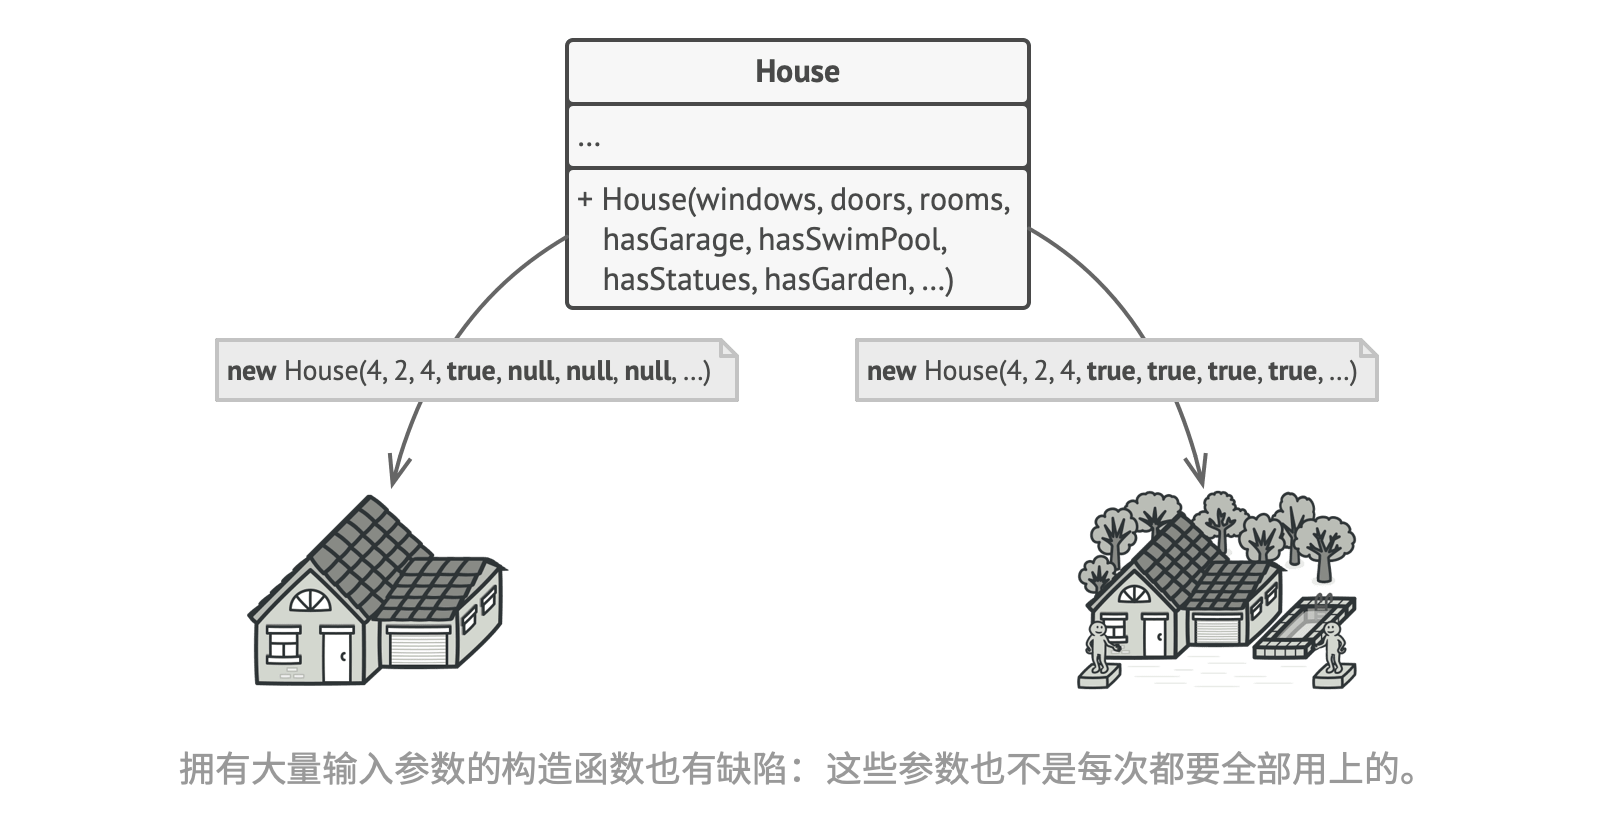 House
...
+ House(windows, doors, rooms,
hasGarage, hasSwimPool,
hasStatues, hasGarden, ...)
new House(4, 2, 4, true, null, null, null, ...)
new House(4, 2, 4, true, true, true, true, ...)
拥有大量输入参数的构造函数也有缺陷：这些参数也不是每次都要全部用上的。